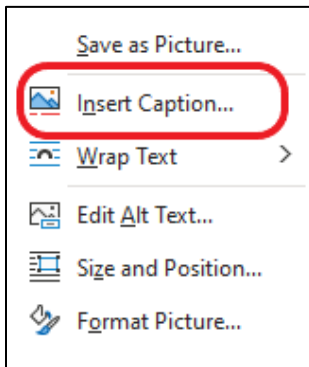 Save as Picture...
Insert Caption...
Wrap Text
Edit Alt Text...
Size and Position...
Format Picture...